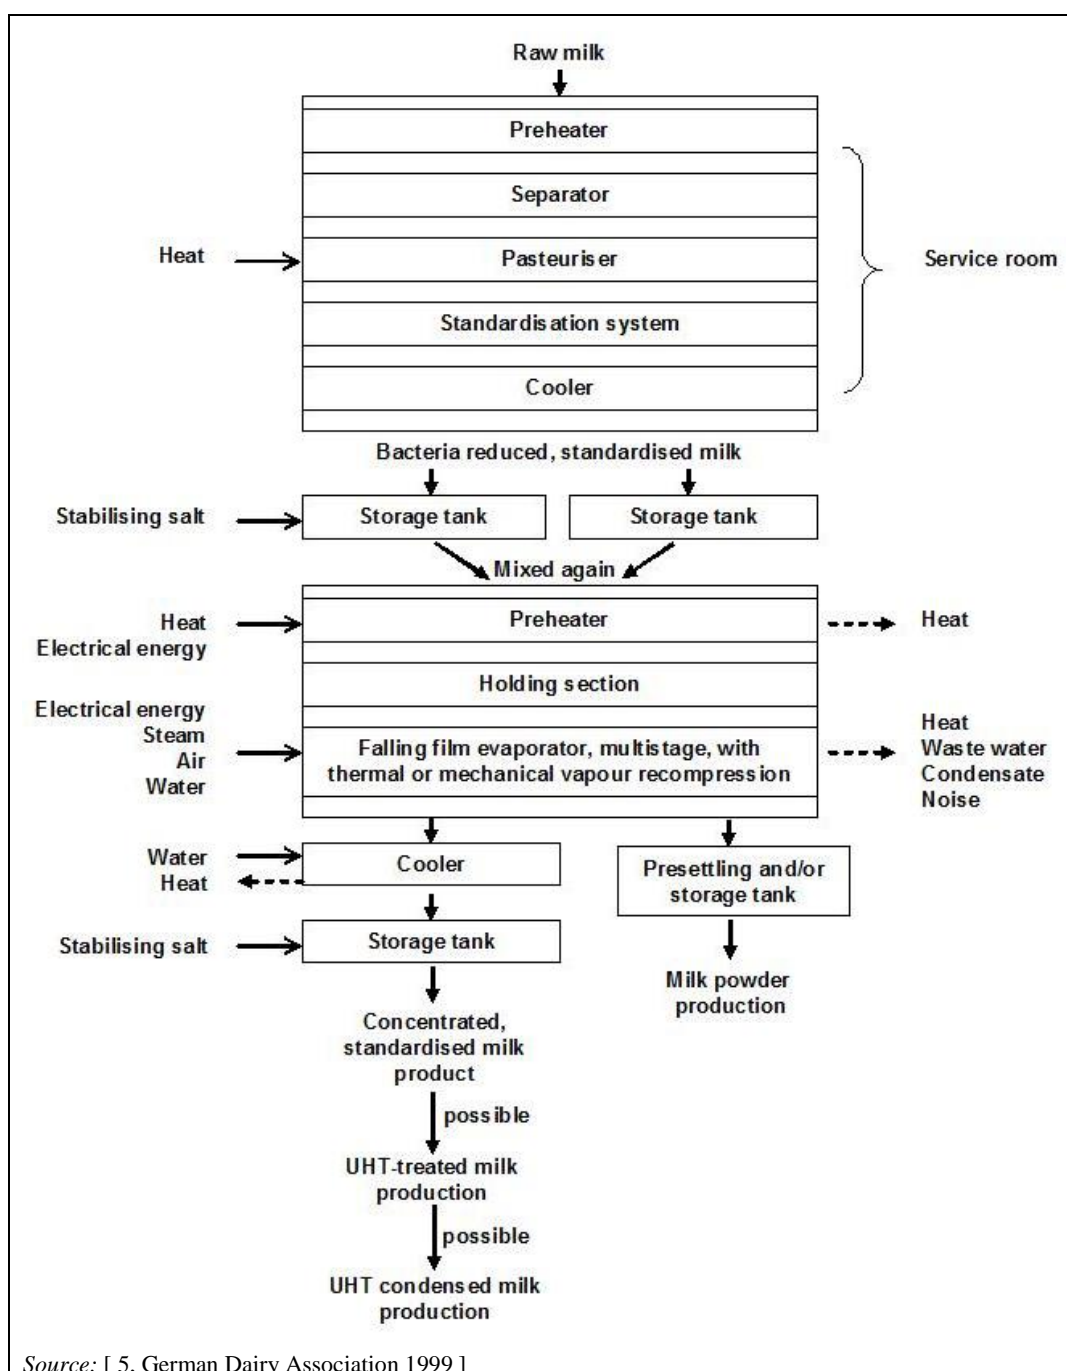 Raw milk
Preheater
Separator
Heat
Pasteuriser
Service room
Standardisation system
Cooler
Bacteria reduced, standardised milk
Stabilising salt
Storage tank
Storage tank
Mixed again
Heat
Electrical energy
Preheater
Heat
Holding section
Electrical energy
Steam
Air
Water
Falling film evaporator, multistage, with
thermal or mechanical vapour recompression
Heat
Waste water
Condensate
Noise
Water
Heat
Cooler
Presettling and/or
storage tank
Stabilising salt
Storage tank
Milk powder
production
Concentrated,
standardised milk
product
possible
UHT-treated milk
production
possible
UHT condensed milk
production
Source: [ 5, German Dairy Association 1999 ]